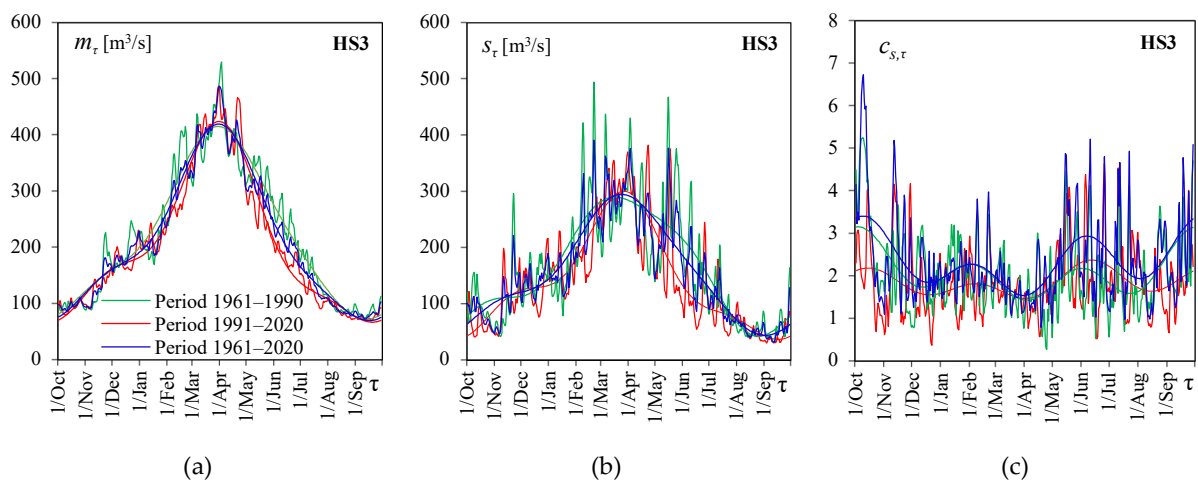 m_τ [m³/s]
HS3
600
500
400
300
200
100
0
Period 1961–1990
Period 1991–2020
Period 1961–2020
1/Oct
1/Nov
1/Dec
1/Jan
1/Feb
1/Mar
1/Apr
1/May
1/Jun
1/Jul
1/Aug
1/Sep
τ
(a)
s_τ [m³/s]
HS3
600
500
400
300
200
100
0
1/Oct
1/Nov
1/Dec
1/Jan
1/Feb
1/Mar
1/Apr
1/May
1/Jun
1/Jul
1/Aug
1/Sep
τ
(b)
c_s,τ
HS3
8
7
6
5
4
3
2
1
0
1/Oct
1/Nov
1/Dec
1/Jan
1/Feb
1/Mar
1/Apr
1/May
1/Jun
1/Jul
1/Aug
1/Sep
τ
(c)